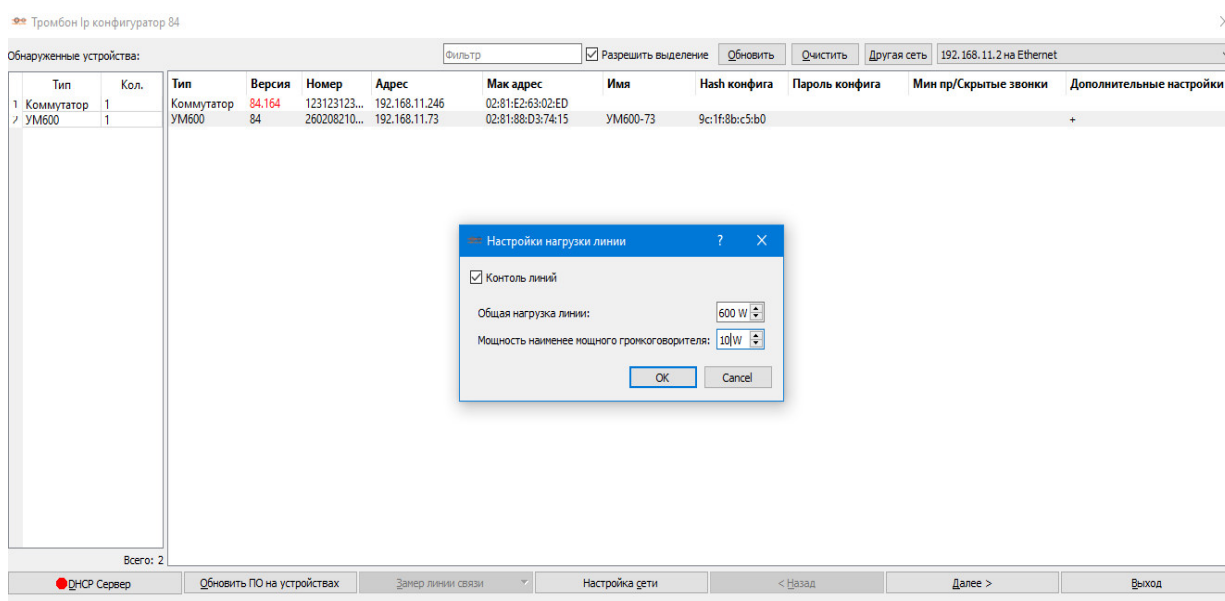 Тромбон Ip конфигуратор 84
Обнаруженные устройства:
Фильтр
Разрешить выделение
Обновить
Очистить
Другая сеть
192.168.11.2 на Ethernet
Тип Кол.
1 Коммутатор 1
2 УМ600 1
Всего: 2
Тип Версия Номер Адрес Мак адрес Имя Hash конфига Пароль конфига Мин пр/Скрытые звонки Дополнительные настройки
Коммутатор 84.164 123123123... 192.168.11.246 02:81:E2:63:02:ED
УМ600 84 260208210... 192.168.11.73 02:81:88:D3:74:15 УМ600-73 9c:1f:8b:c5:b0 +
Настройки нагрузки линии ?
Контоль линий
Общая нагрузка линии: 600 W
Мощность наименее мощного громкоговорителя: 10 W
OK Cancel
DHCP Сервер
Обновить ПО на устройствах
Замер линии связи
Настройка сети
< Назад
Далее >
Выход